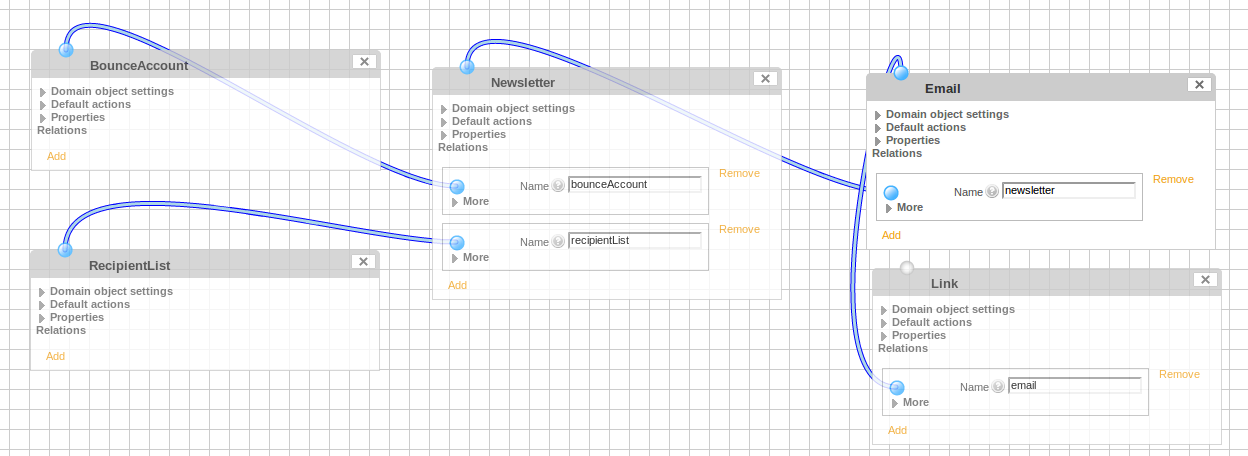 BounceAccount
Domain object settings
Default actions
Properties
Relations
Add
RecipientList
Domain object settings
Default actions
Properties
Relations
Add
Newsletter
Domain object settings
Default actions
Properties
Relations
Name ? bounceAccount
Remove
More
Name ? recipientList
Remove
More
Add
Email
Domain object settings
Default actions
Properties
Relations
Name ? newsletter
Remove
More
Add
Link
Domain object settings
Default actions
Properties
Relations
Name ? email
Remove
More
Add